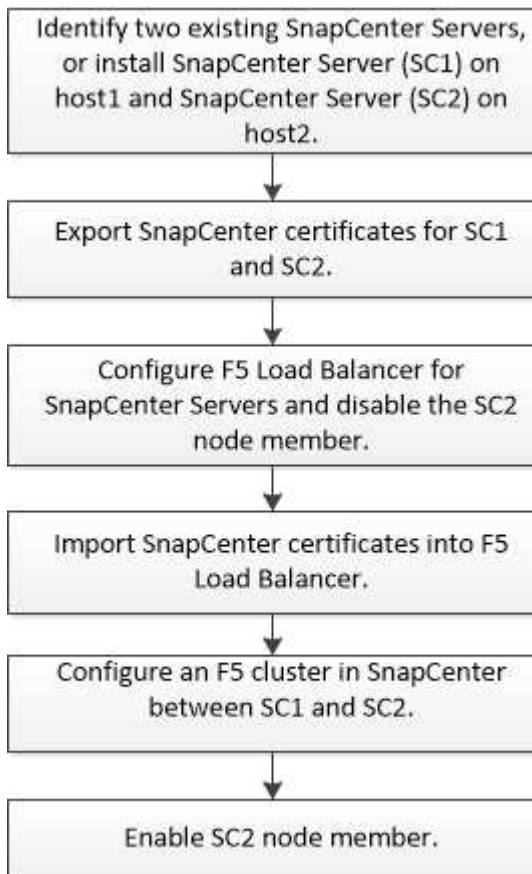 Identify two existing SnapCenter Servers,
or install SnapCenter Server (SC1) on
host1 and SnapCenter Server (SC2) on
host2.
Export SnapCenter certificates for SC1
and SC2.
Configure F5 Load Balancer for
SnapCenter Servers and disable the SC2
node member.
Import SnapCenter certificates into F5
Load Balancer.
Configure an F5 cluster in SnapCenter
between SC1 and SC2.
Enable SC2 node member.